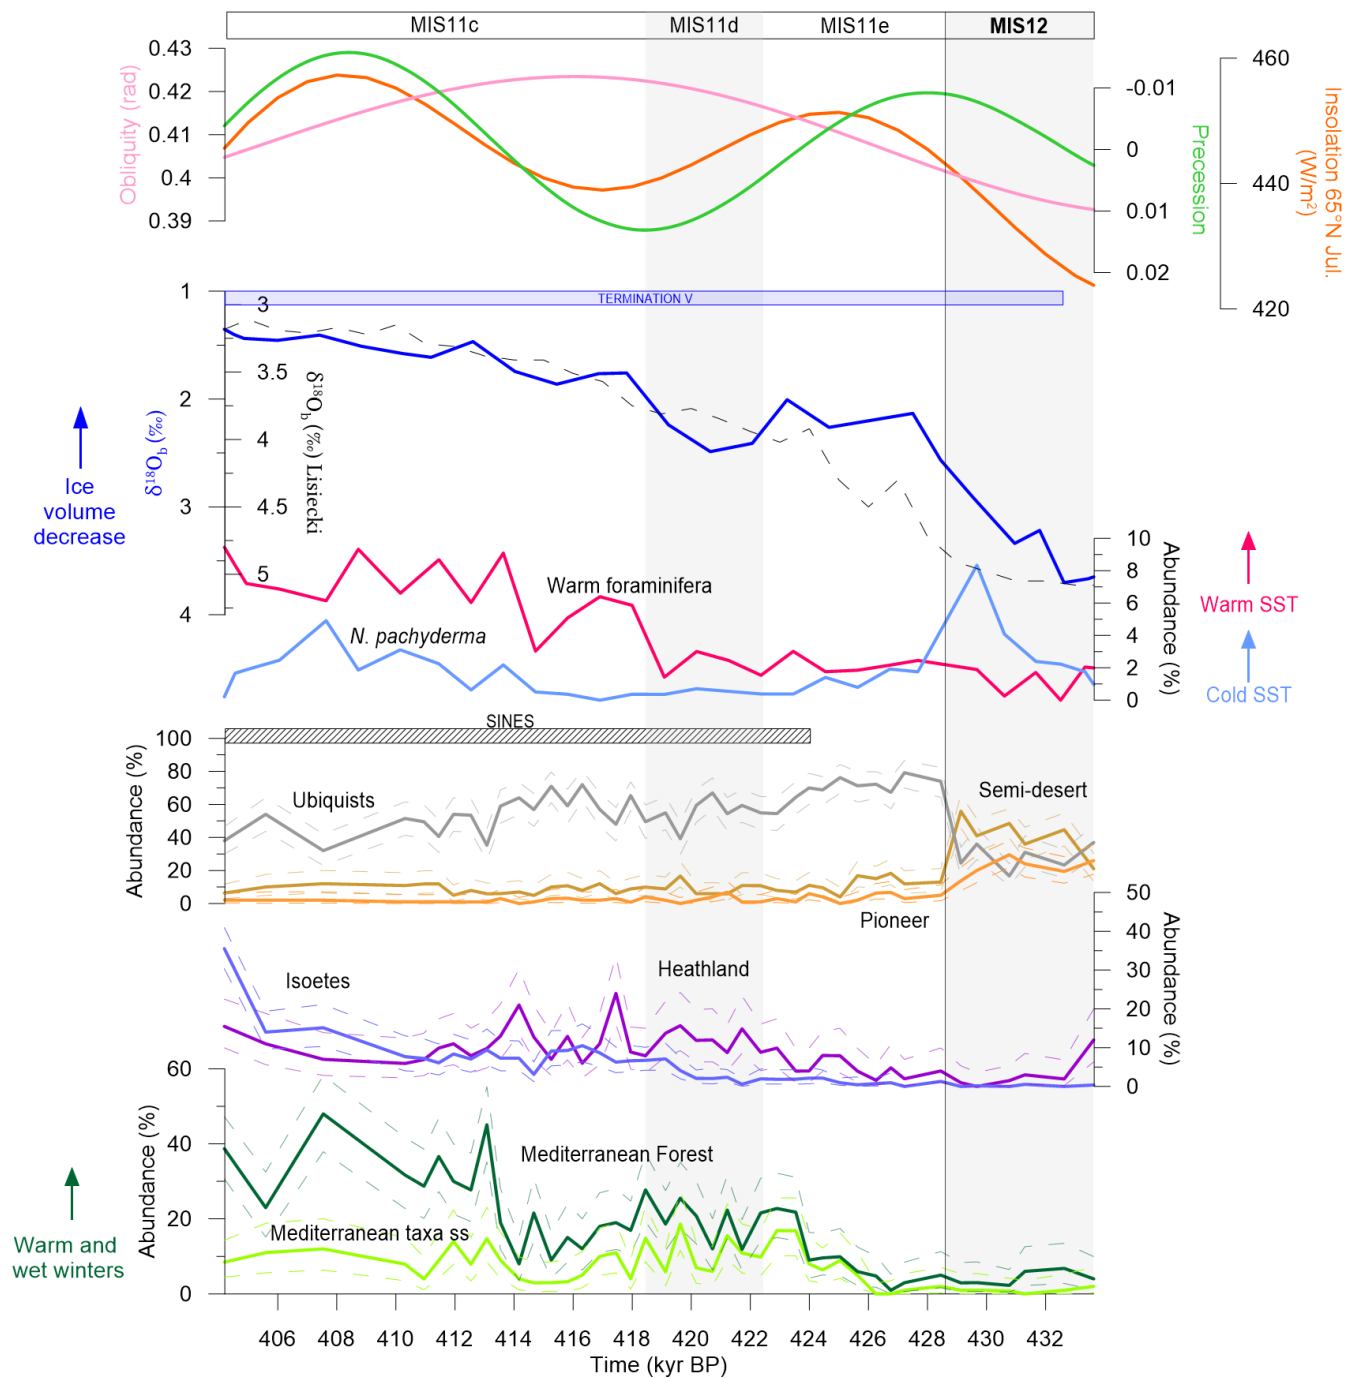 MIS11c MIS11d MIS11e MIS12
0.43
0.42
0.41
0.4
0.39
Obliquity (rad)
-0.01
0
0.01
0.02
Precession
460
440
420
Insolation 65°N Jul.
(W/m²)
TERMINATION V
1
2
3
4
δ¹⁸O_b (‰)
3
3.5
4
4.5
5
δ¹⁸O_b (‰) Lisiecki
Ice
volume
decrease
Warm foraminifera
N. pachyderma
10
8
6
4
2
0
Abundance (%)
Warm SST
Cold SST
SINES
100
80
60
40
20
0
Abundance (%)
Ubiquists
Semi-desert
Pioneer
50
40
30
20
10
0
Abundance (%)
Isoetes
Heathland
60
40
20
0
Abundance (%)
Mediterranean Forest
Mediterranean taxa ss
Warm and
wet winters
406 408 410 412 414 416 418 420 422 424 426 428 430 432
Time (kyr BP)